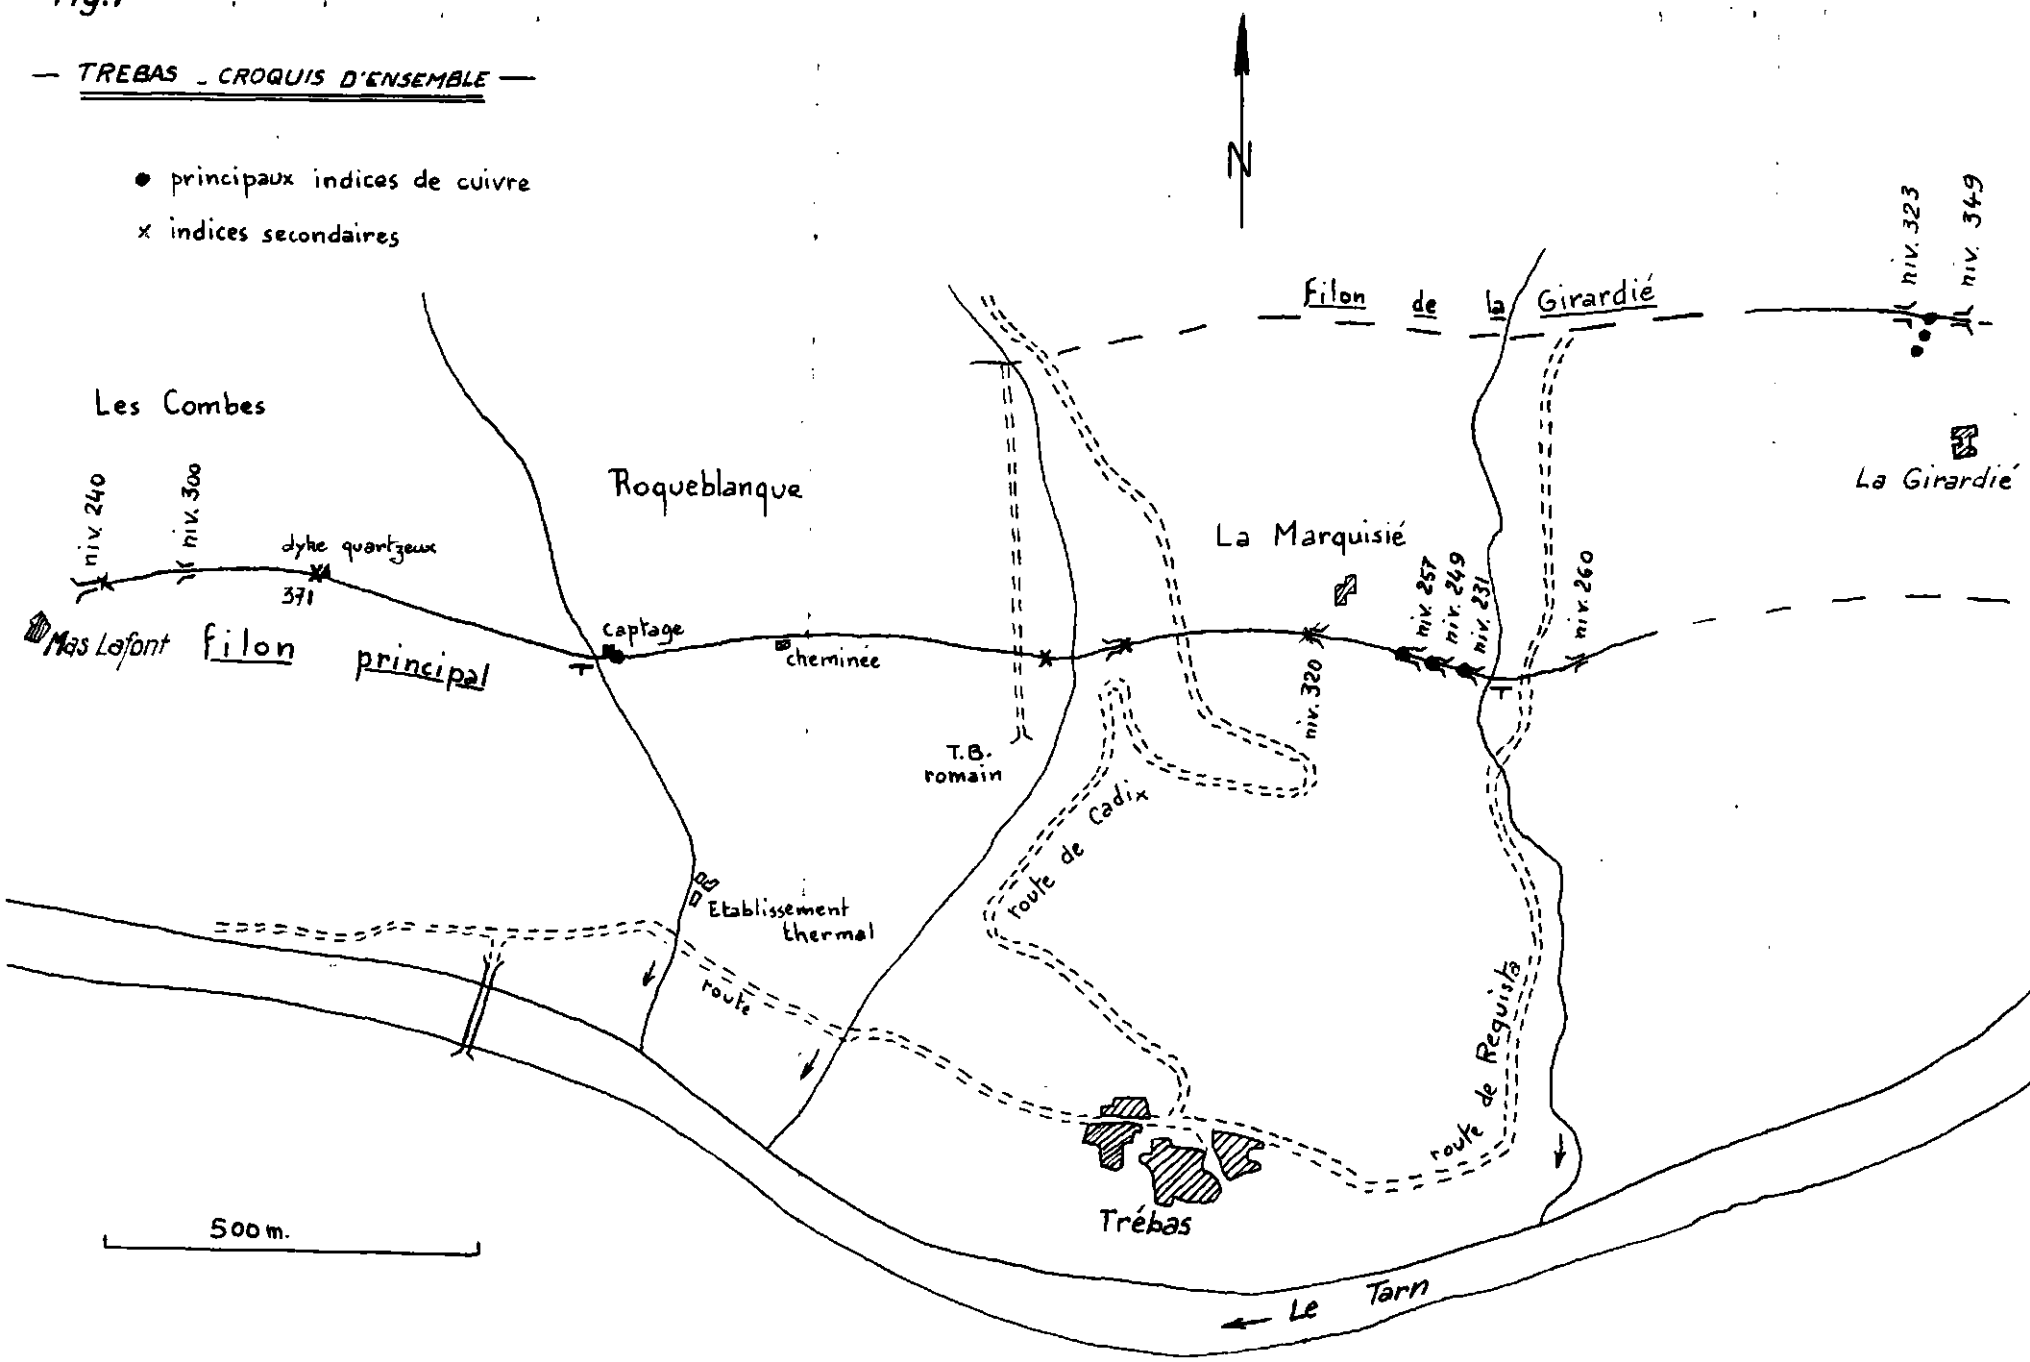 Fig.1
— TREBAS _ CROQUIS D'ENSEMBLE —
● principaux indices de cuivre
x indices secondaires
N
niv. 323
niv. 349
Filon de la Girardié
Les Combes
Roqueblanque
La Girardié
niv. 240
niv. 300
dyke quartzeux
371
La Marquisié
niv. 257
niv. 249
niv. 231
niv. 260
Mas Lafont
filon principal
captage
cheminée
niv. 320
T.B.
romain
route de Cadix
Etablissement
thermal
route
route de Requista
Trébas
500 m.
Le Tarn